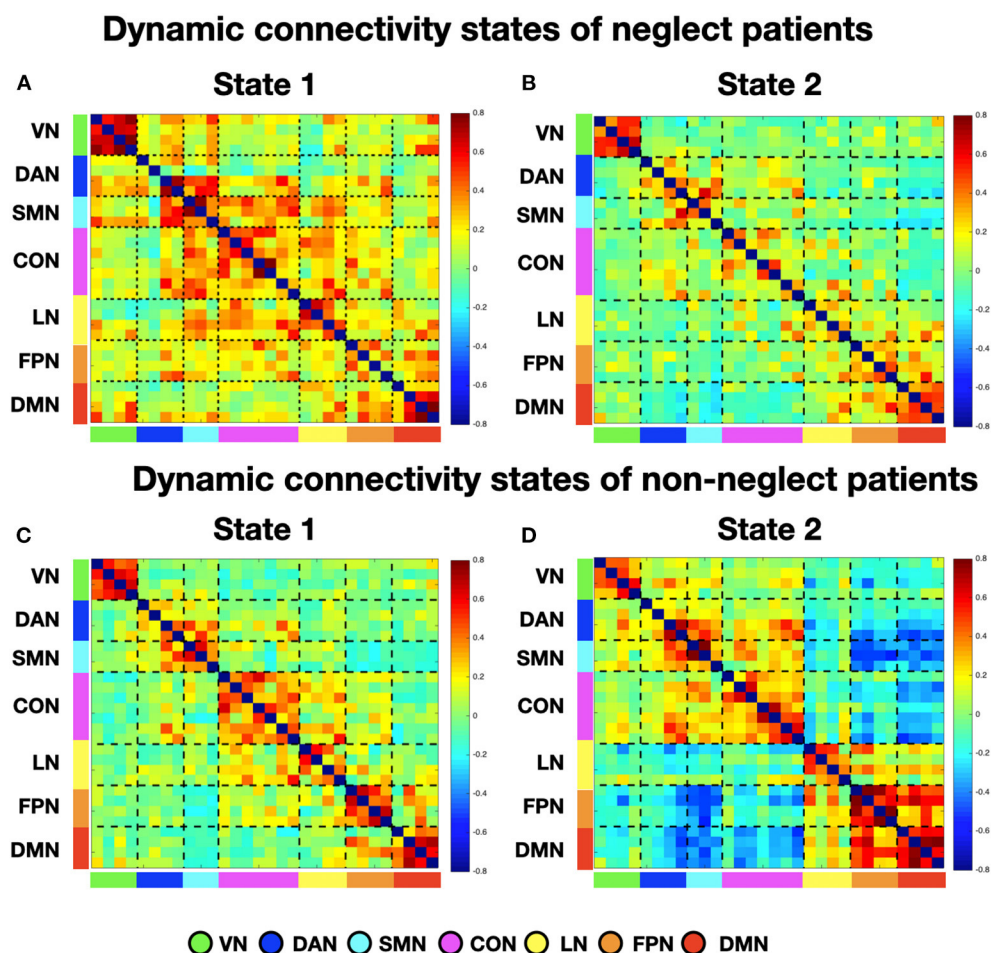 Dynamic connectivity states of neglect patients
A
State 1
B
State 2
VN
DAN
SMN
CON
LN
FPN
DMN
0.8
0.6
0.4
0.2
0
-0.2
-0.4
-0.6
-0.8
VN
DAN
SMN
CON
LN
FPN
DMN
0.8
0.6
0.4
0.2
0
-0.2
-0.4
-0.6
-0.8
Dynamic connectivity states of non-neglect patients
C
State 1
D
State 2
VN
DAN
SMN
CON
LN
FPN
DMN
0.8
0.6
0.4
0.2
0
-0.2
-0.4
-0.6
-0.8
VN
DAN
SMN
CON
LN
FPN
DMN
0.8
0.6
0.4
0.2
0
-0.2
-0.4
-0.6
-0.8
VN DAN SMN CON LN FPN DMN